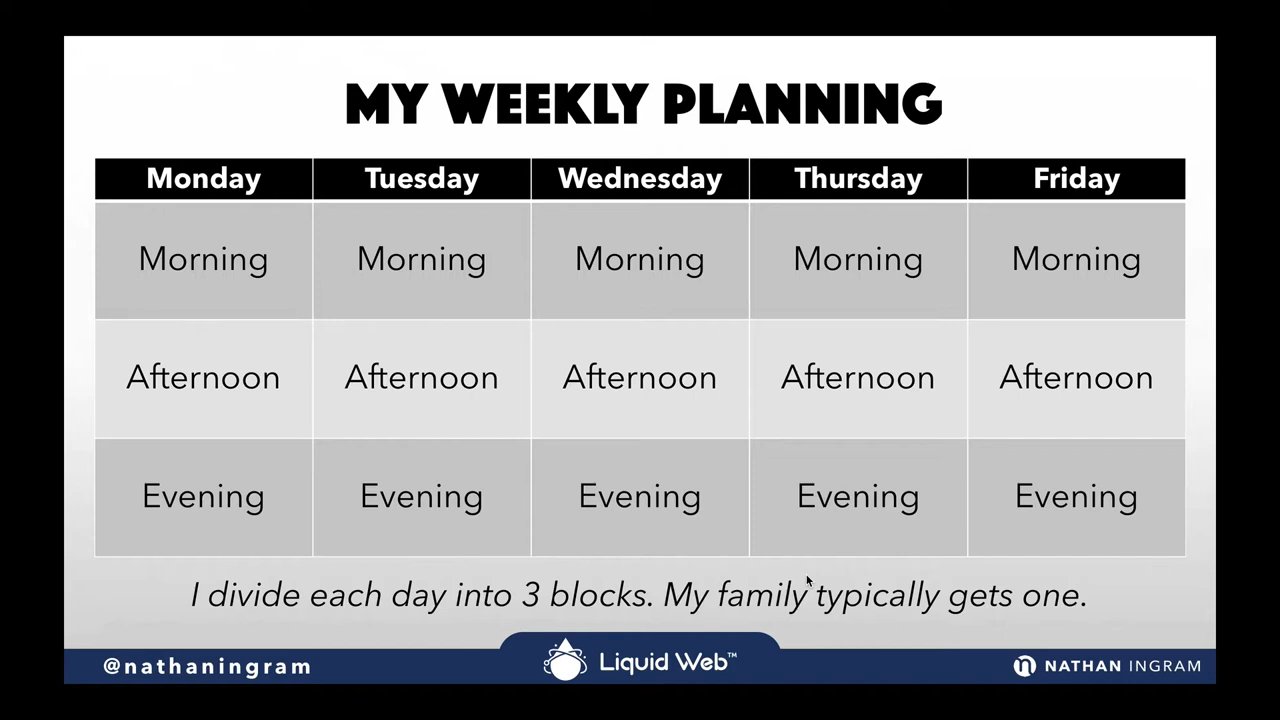 MY WEEKLY PLANNING
Monday Tuesday Wednesday Thursday Friday
Morning Morning Morning Morning Morning
Afternoon Afternoon Afternoon Afternoon Afternoon
Evening Evening Evening Evening Evening
I divide each day into 3 blocks. My family typically gets one.
@nathaningram Liquid Web™ NATHAN INGRAM